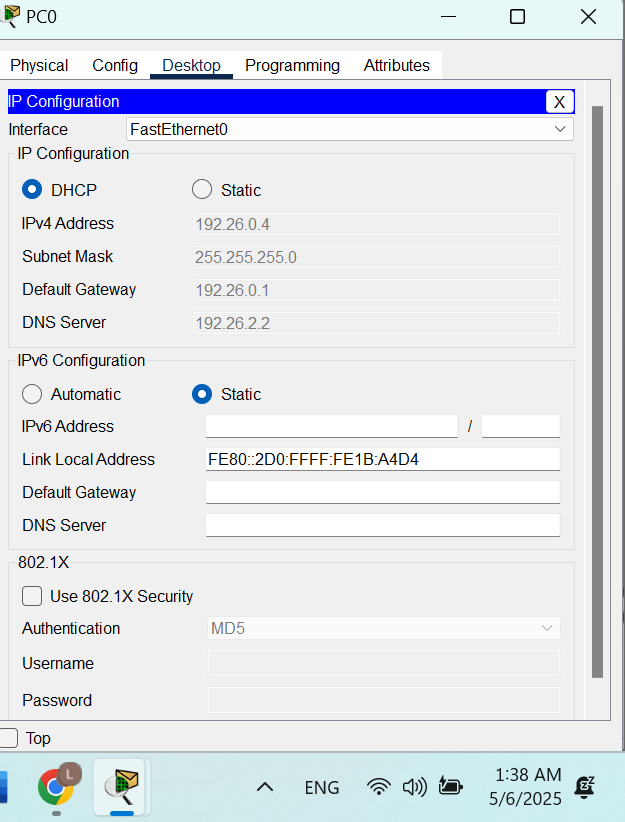 PC0
Physical Config Desktop Programming Attributes
IP Configuration X
Interface FastEthernet0
IP Configuration
DHCP Static
IPv4 Address 192.26.0.4
Subnet Mask 255.255.255.0
Default Gateway 192.26.0.1
DNS Server 192.26.2.2
IPv6 Configuration
Automatic Static
IPv6 Address /
Link Local Address FE80::2D0:FFFF:FE1B:A4D4
Default Gateway
DNS Server
802.1X
Use 802.1X Security
Authentication MD5
Username
Password
Top
L
ENG
1:38 AM
5/6/2025